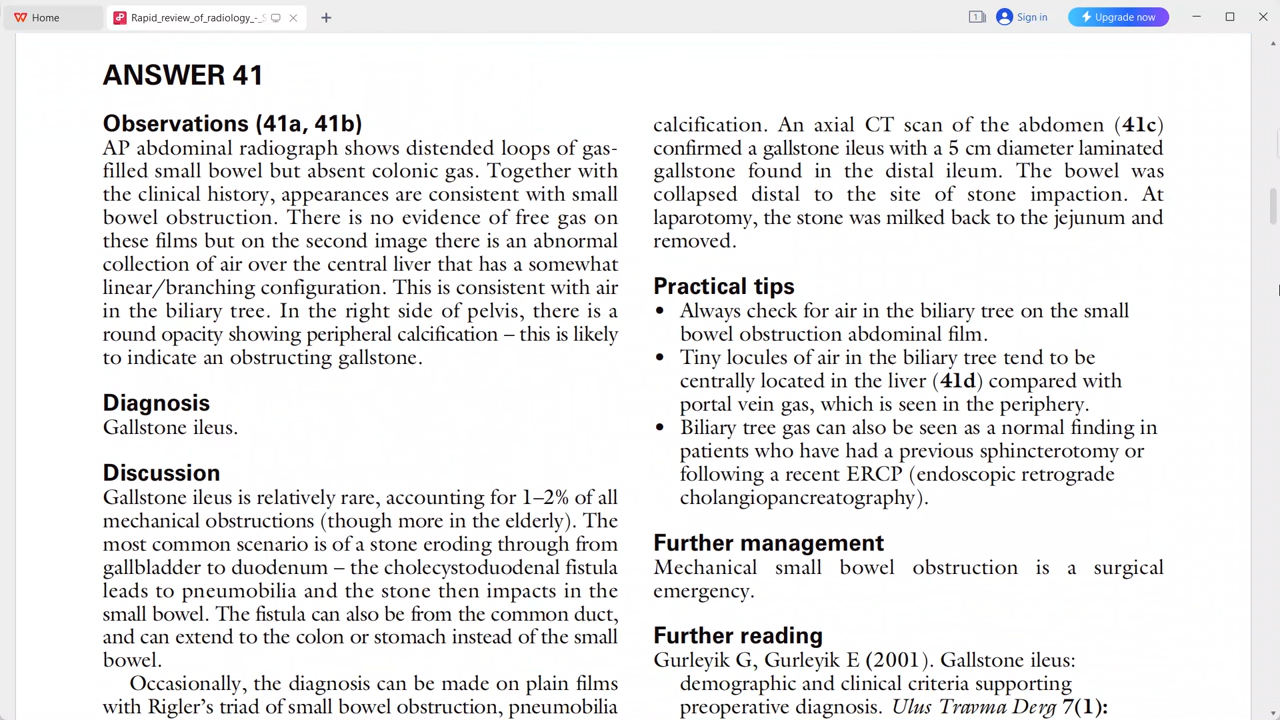 Home
Rapid_review_of_radiology_-_S
1
Sign in
Upgrade now
ANSWER 41
Observations (41a, 41b)
AP abdominal radiograph shows distended loops of gas-
filled small bowel but absent colonic gas. Together with
the clinical history, appearances are consistent with small
bowel obstruction. There is no evidence of free gas on
these films but on the second image there is an abnormal
collection of air over the central liver that has a somewhat
linear/branching configuration. This is consistent with air
in the biliary tree. In the right side of pelvis, there is a
round opacity showing peripheral calcification – this is likely
to indicate an obstructing gallstone.
Diagnosis
Gallstone ileus.
Discussion
Gallstone ileus is relatively rare, accounting for 1–2% of all
mechanical obstructions (though more in the elderly). The
most common scenario is of a stone eroding through from
gallbladder to duodenum – the cholecystoduodenal fistula
leads to pneumobilia and the stone then impacts in the
small bowel. The fistula can also be from the common duct,
and can extend to the colon or stomach instead of the small
bowel.
Occasionally, the diagnosis can be made on plain films
with Rigler's triad of small bowel obstruction, pneumobilia
calcification. An axial CT scan of the abdomen (41c)
confirmed a gallstone ileus with a 5 cm diameter laminated
gallstone found in the distal ileum. The bowel was
collapsed distal to the site of stone impaction. At
laparotomy, the stone was milked back to the jejunum and
removed.
Practical tips
• Always check for air in the biliary tree on the small
bowel obstruction abdominal film.
• Tiny locules of air in the biliary tree tend to be
centrally located in the liver (41d) compared with
portal vein gas, which is seen in the periphery.
• Biliary tree gas can also be seen as a normal finding in
patients who have had a previous sphincterotomy or
following a recent ERCP (endoscopic retrograde
cholangiopancreatography).
Further management
Mechanical small bowel obstruction is a surgical
emergency.
Further reading
Gurleyik G, Gurleyik E (2001). Gallstone ileus:
demographic and clinical criteria supporting
preoperative diagnosis. Ulus Travma Derg 7(1):